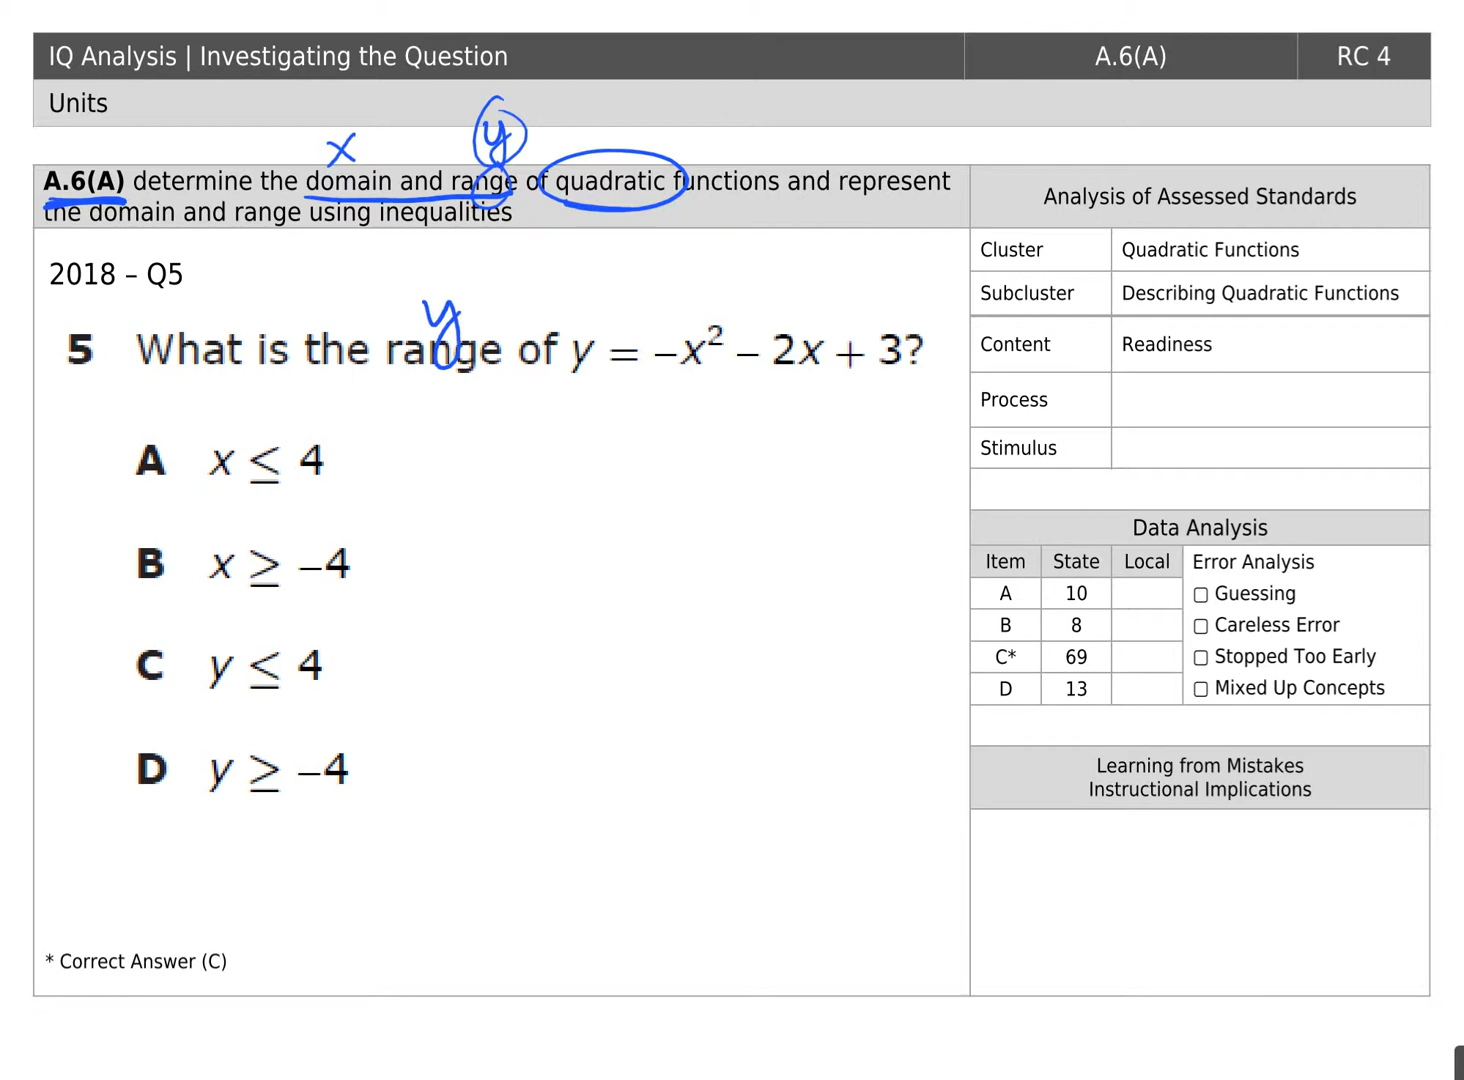 IQ Analysis | Investigating the Question A.6(A) RC 4
Units
x y
A.6(A) determine the domain and range of quadratic functions and represent
the domain and range using inequalities
Analysis of Assessed Standards
Cluster Quadratic Functions
Subcluster Describing Quadratic Functions
Content Readiness
Process
Stimulus
2018 – Q5
y
5 What is the range of y = −x² − 2x + 3?
A x ≤ 4
B x ≥ −4
C y ≤ 4
D y ≥ −4
* Correct Answer (C)
Data Analysis
Item State Local Error Analysis
A 10 ▢ Guessing
B 8 ▢ Careless Error
C* 69 ▢ Stopped Too Early
D 13 ▢ Mixed Up Concepts
Learning from Mistakes
Instructional Implications